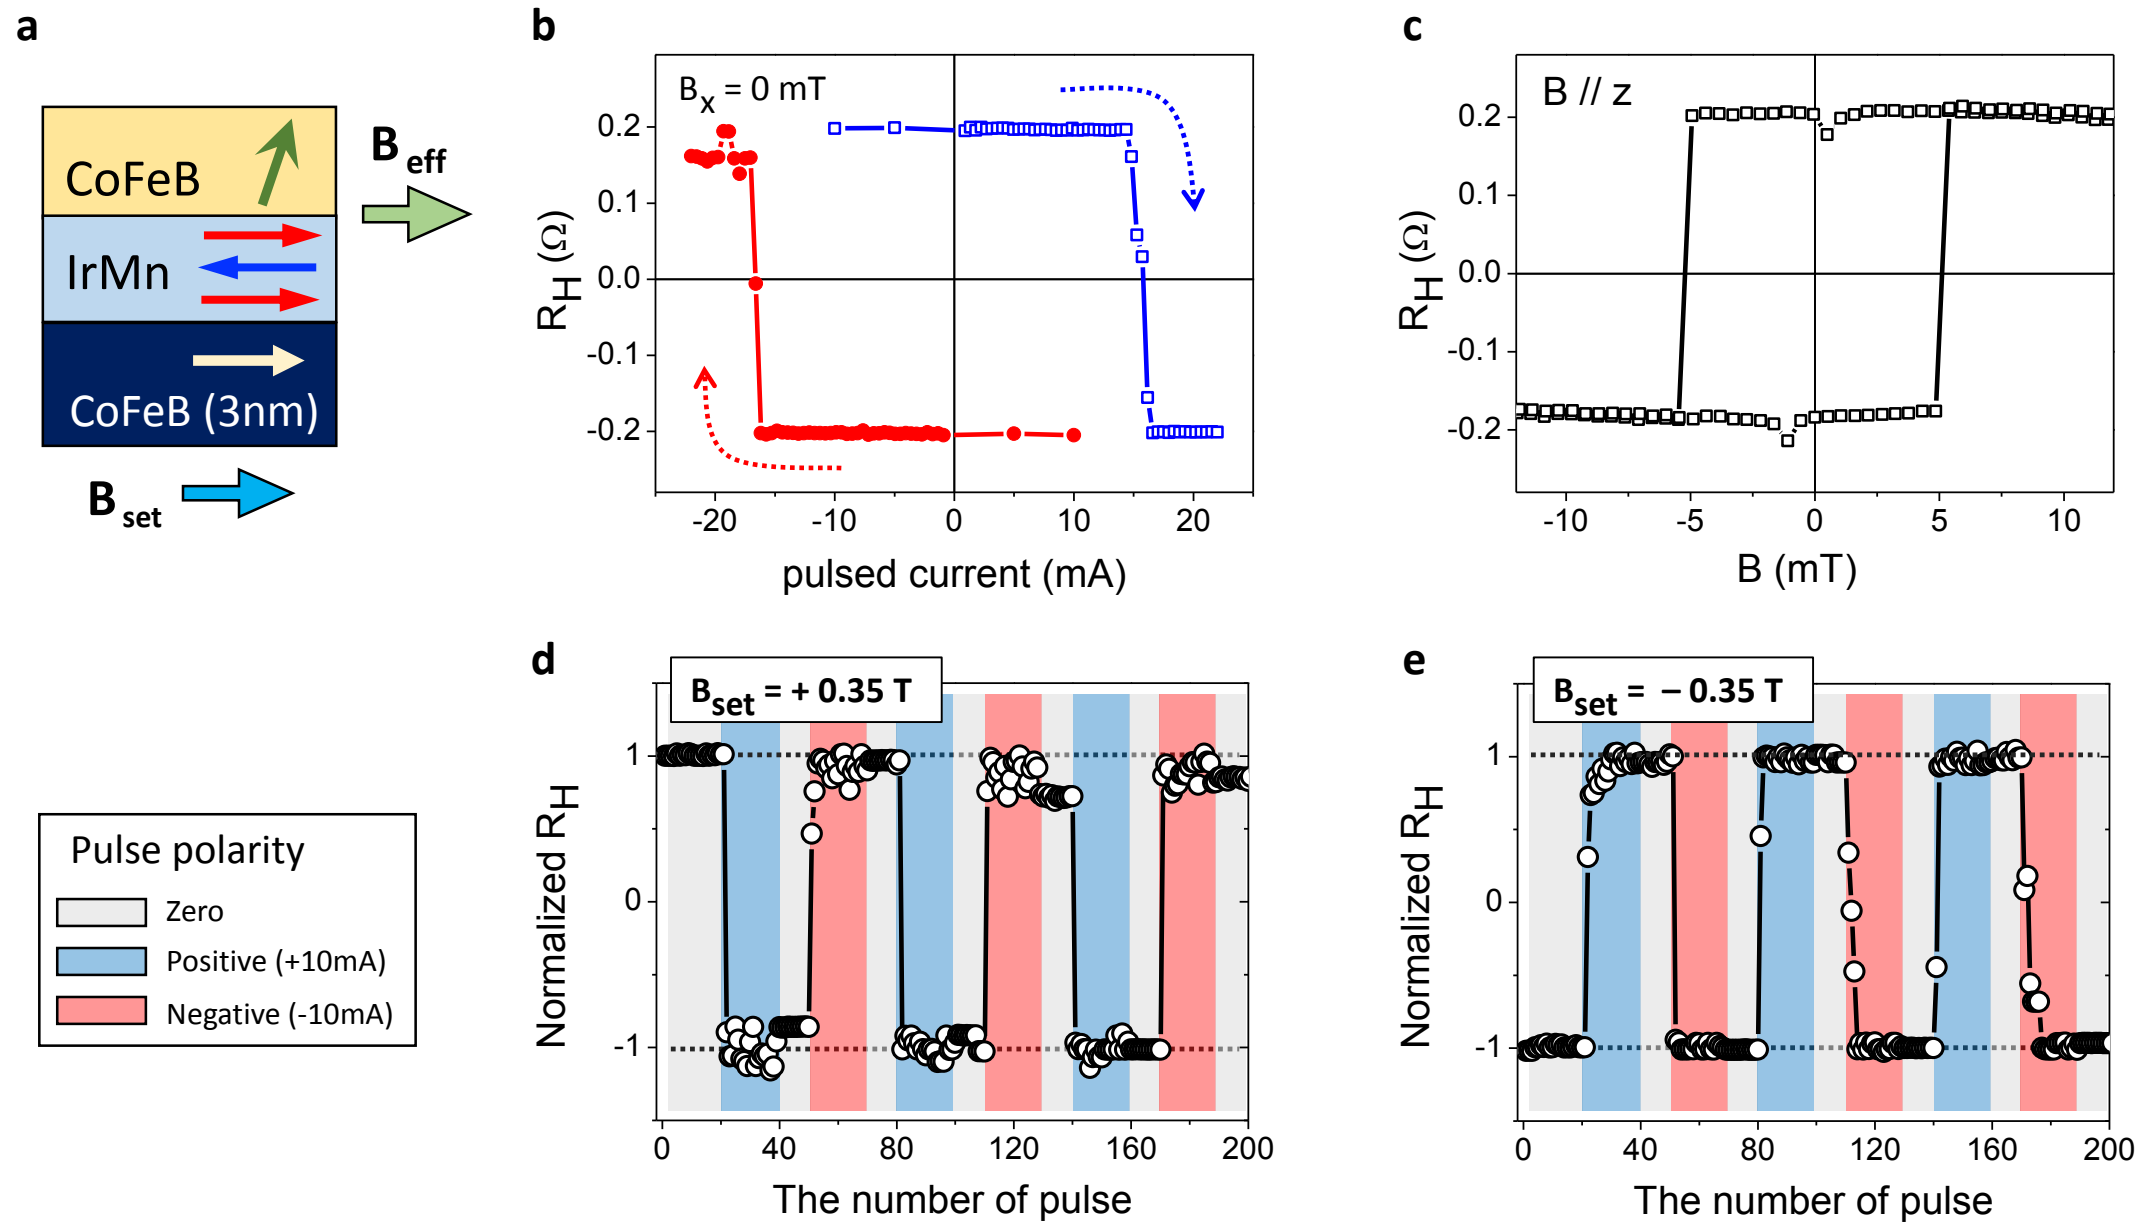 a
CoFeB
IrMn
CoFeB (3nm)
B eff
B set
b
B x = 0 mT
0.2
0.1
0.0
-0.1
-0.2
R H (Ω)
-20 -10 0 10 20
pulsed current (mA)
c
B // z
0.2
0.1
0.0
-0.1
-0.2
R H (Ω)
-10 -5 0 5 10
B (mT)
Pulse polarity
Zero
Positive (+10mA)
Negative (-10mA)
d
B set = + 0.35 T
1
0
-1
Normalized R H
0 40 80 120 160 200
The number of pulse
e
B set = – 0.35 T
1
0
-1
Normalized R H
0 40 80 120 160 200
The number of pulse